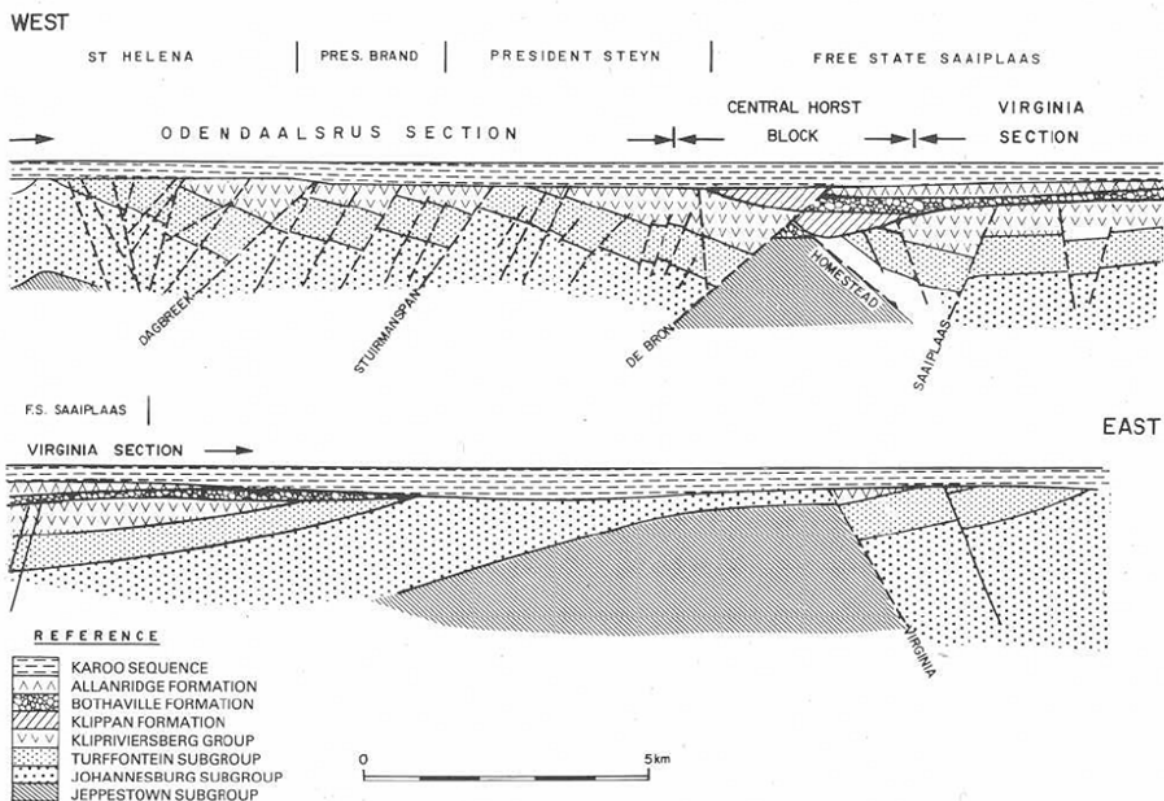 WEST
ST HELENA | PRES. BRAND | PRESIDENT STEYN | FREE STATE SAAIPLAAS
ODENDAALSRUS SECTION
CENTRAL HORST
BLOCK
VIRGINIA
SECTION
DAGBREEK
STUIRMANSPAN
DE BRON
HOMESTEAD
SAAIPLAAS
F.S. SAAIPLAAS
EAST
VIRGINIA SECTION
VIRGINIA
REFERENCE
KAROO SEQUENCE
ALLANRIDGE FORMATION
BOTHAVILLE FORMATION
KLIPPAN FORMATION
KLIPRIVIERSBERG GROUP
TURFFONTEIN SUBGROUP
JOHANNESBURG SUBGROUP
JEPPESTOWN SUBGROUP
0 5km